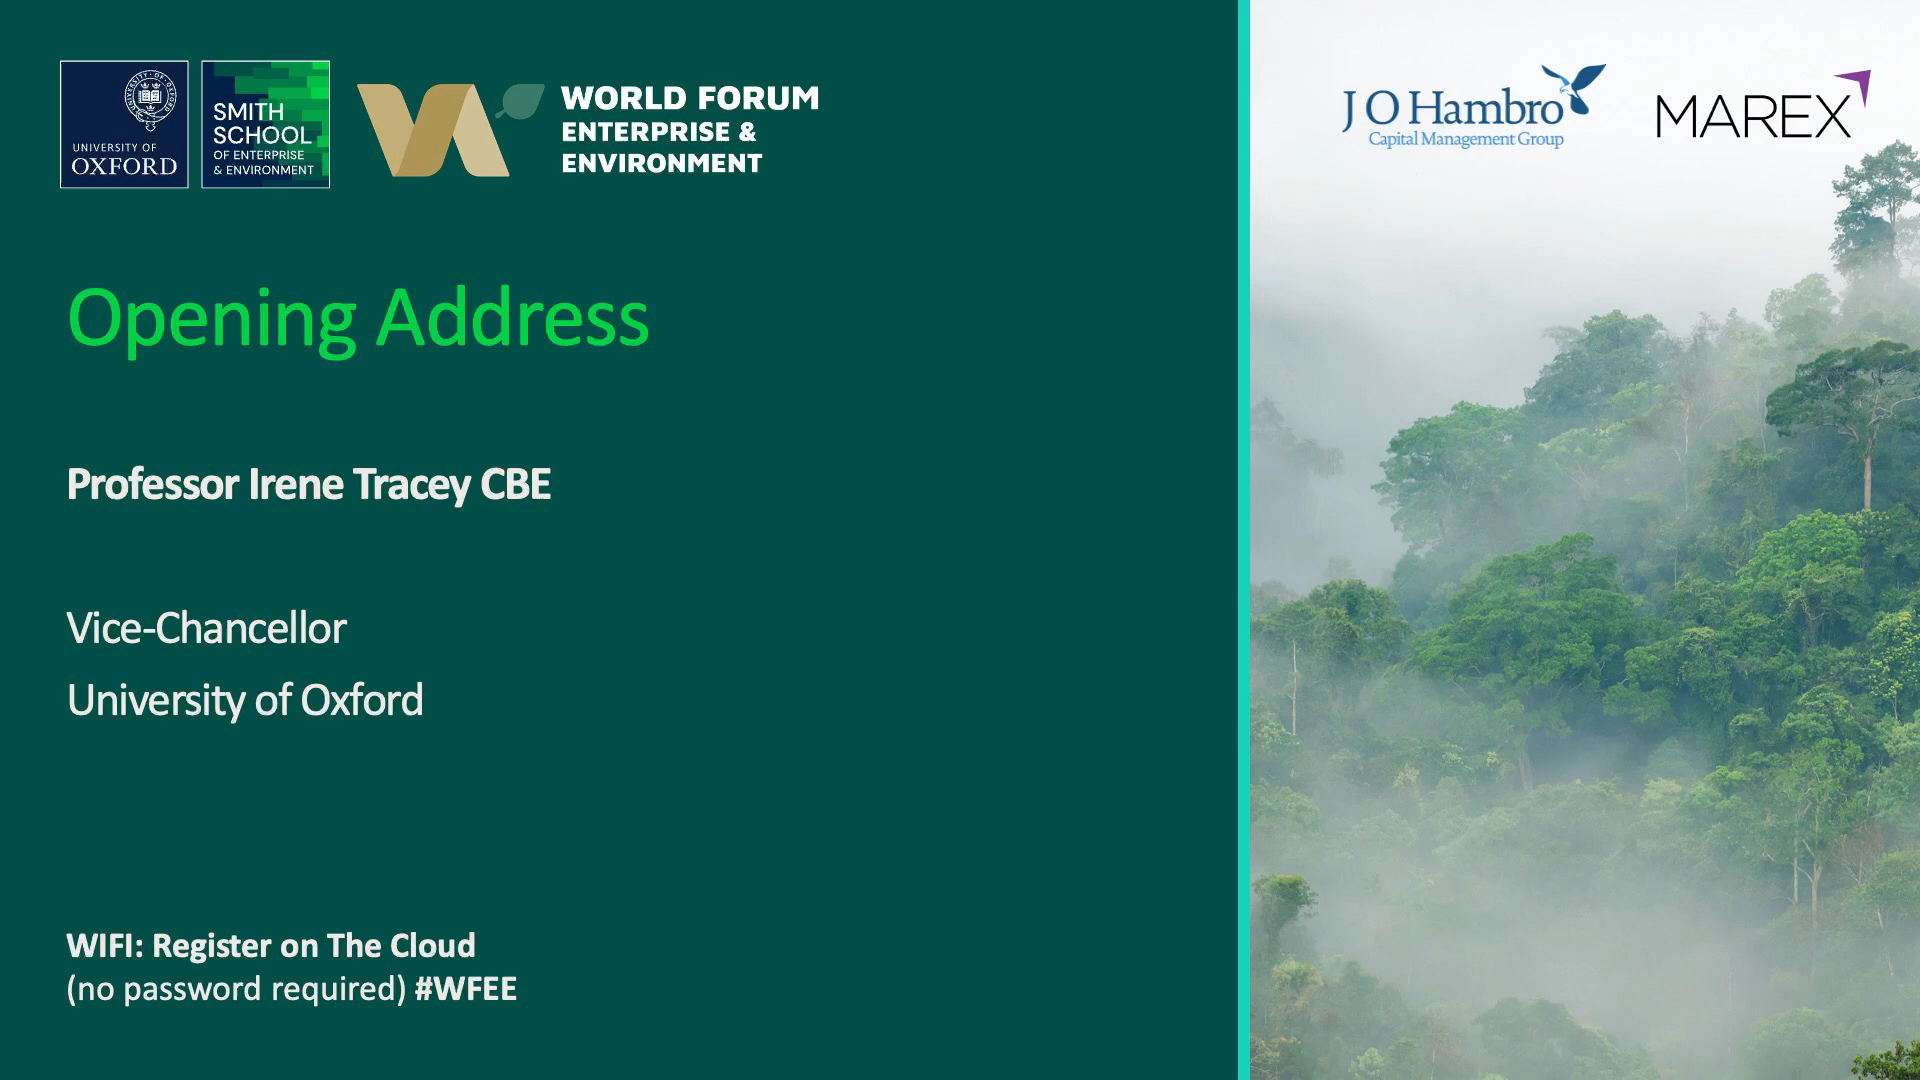 UNIVERSITY OF
OXFORD
SMITH
SCHOOL
OF ENTERPRISE
& ENVIRONMENT
WORLD FORUM
ENTERPRISE &
ENVIRONMENT
J O Hambro
Capital Management Group
MAREX
Opening Address
Professor Irene Tracey CBE
Vice-Chancellor
University of Oxford
WIFI: Register on The Cloud
(no password required) #WFEE